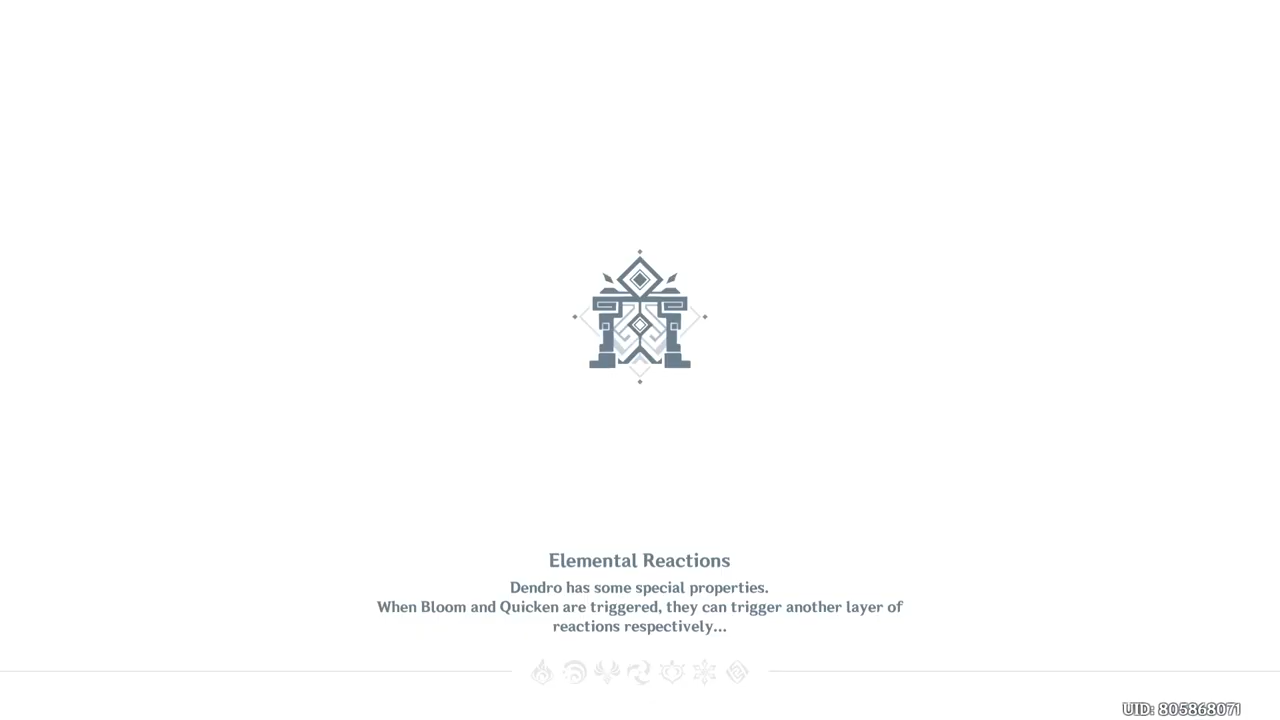 Elemental Reactions
Dendro has some special properties.
When Bloom and Quicken are triggered, they can trigger another layer of
reactions respectively...
UID: 805868071